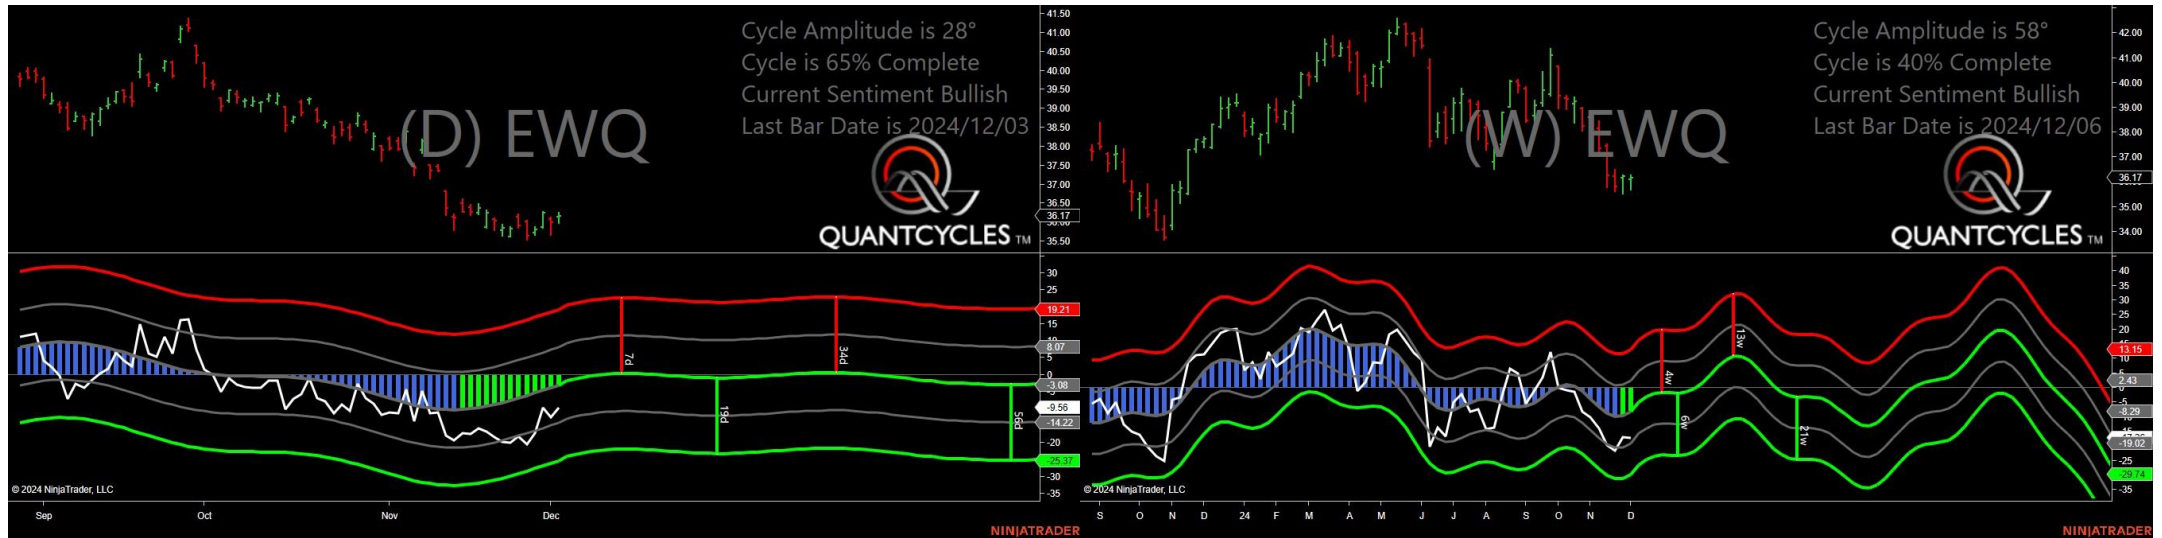 Cycle Amplitude is 28°
Cycle is 65% Complete
Current Sentiment Bullish
Last Bar Date is 2024/12/03
(D) EWQ
QUANTCYCLES TM
41.50
41.00
40.50
40.00
39.50
39.00
38.50
38.00
37.50
37.00
36.50
36.17
35.50
30
25
19.21
15
10
8.07
5
0
-3.08
-5
-9.56
-14.22
-20
-25.37
-30
-35
7d
19d
34d
56d
© 2024 NinjaTrader, LLC
Sep Oct Nov Dec
NINJATRADER
Cycle Amplitude is 58°
Cycle is 40% Complete
Current Sentiment Bullish
Last Bar Date is 2024/12/06
(W) EWQ
QUANTCYCLES TM
42.00
41.00
40.00
39.00
38.00
37.00
36.17
35.00
34.00
40
35
30
25
20
13.15
5
2.43
-5
-8.29
-19.02
-25
-29.74
-35
4w
6w
13w
21w
© 2024 NinjaTrader, LLC
S O N D 24 F M A M J J A S O N D
NINJATRADER